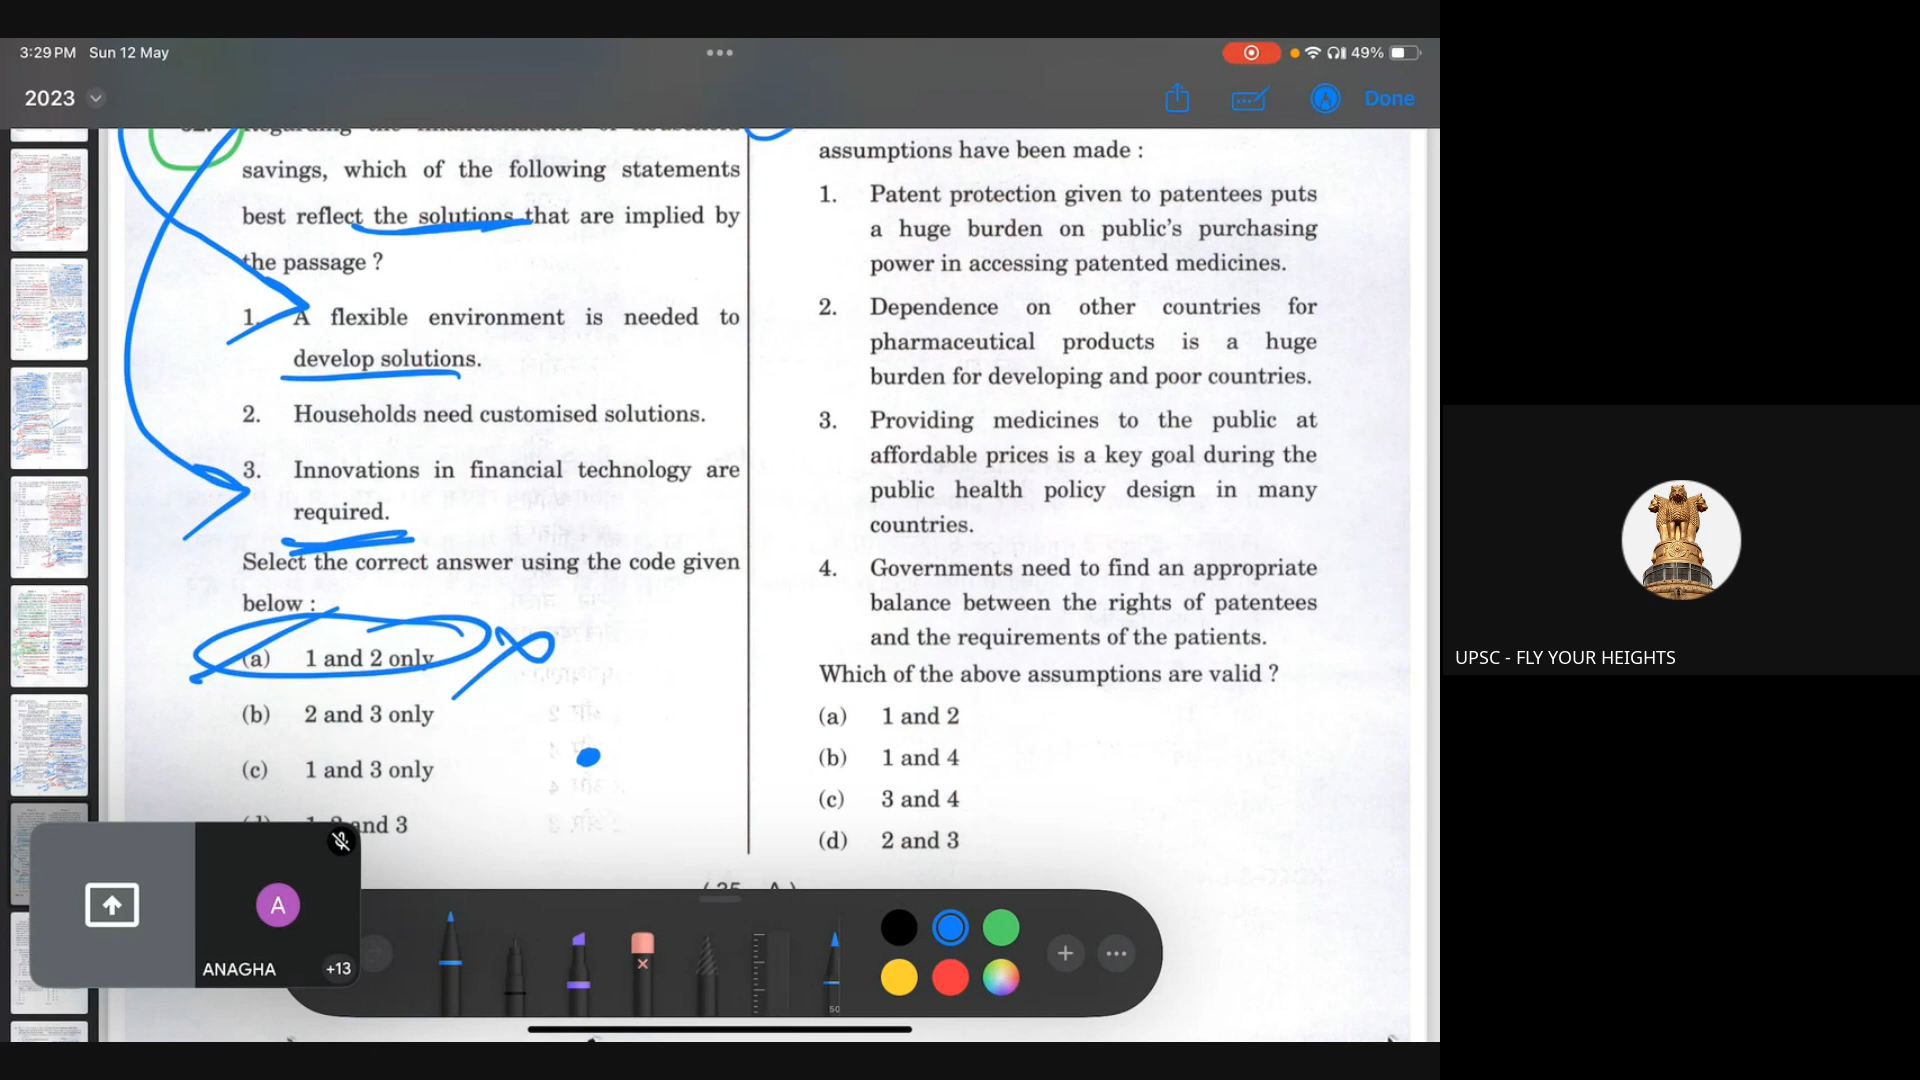 3:29 PM Sun 12 May
49%
2023
Done
savings, which of the following statements
best reflect the solutions that are implied by
the passage ?
1. A flexible environment is needed to
develop solutions.
2. Households need customised solutions.
3. Innovations in financial technology are
required.
Select the correct answer using the code given
below :
(a) 1 and 2 only
(b) 2 and 3 only
(c) 1 and 3 only
and 3
assumptions have been made :
1. Patent protection given to patentees puts
a huge burden on public's purchasing
power in accessing patented medicines.
2. Dependence on other countries for
pharmaceutical products is a huge
burden for developing and poor countries.
3. Providing medicines to the public at
affordable prices is a key goal during the
public health policy design in many
countries.
4. Governments need to find an appropriate
balance between the rights of patentees
and the requirements of the patients.
Which of the above assumptions are valid ?
(a) 1 and 2
(b) 1 and 4
(c) 3 and 4
(d) 2 and 3
A
ANAGHA
+13
50
UPSC - FLY YOUR HEIGHTS